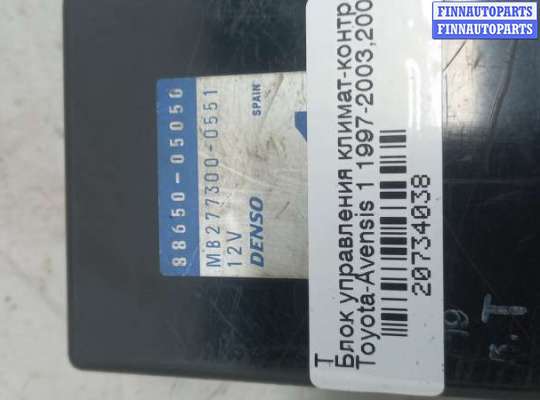 FINNAUTOPARTS
FINNAUTOPARTS
FINNAUTOPARTS
88650-05050
MB277300-0551
12V
DENSO
SPAIN
T
Блок управления климат-контр
Toyota-Avensis 1 1997-2003,200
20734038
R.T